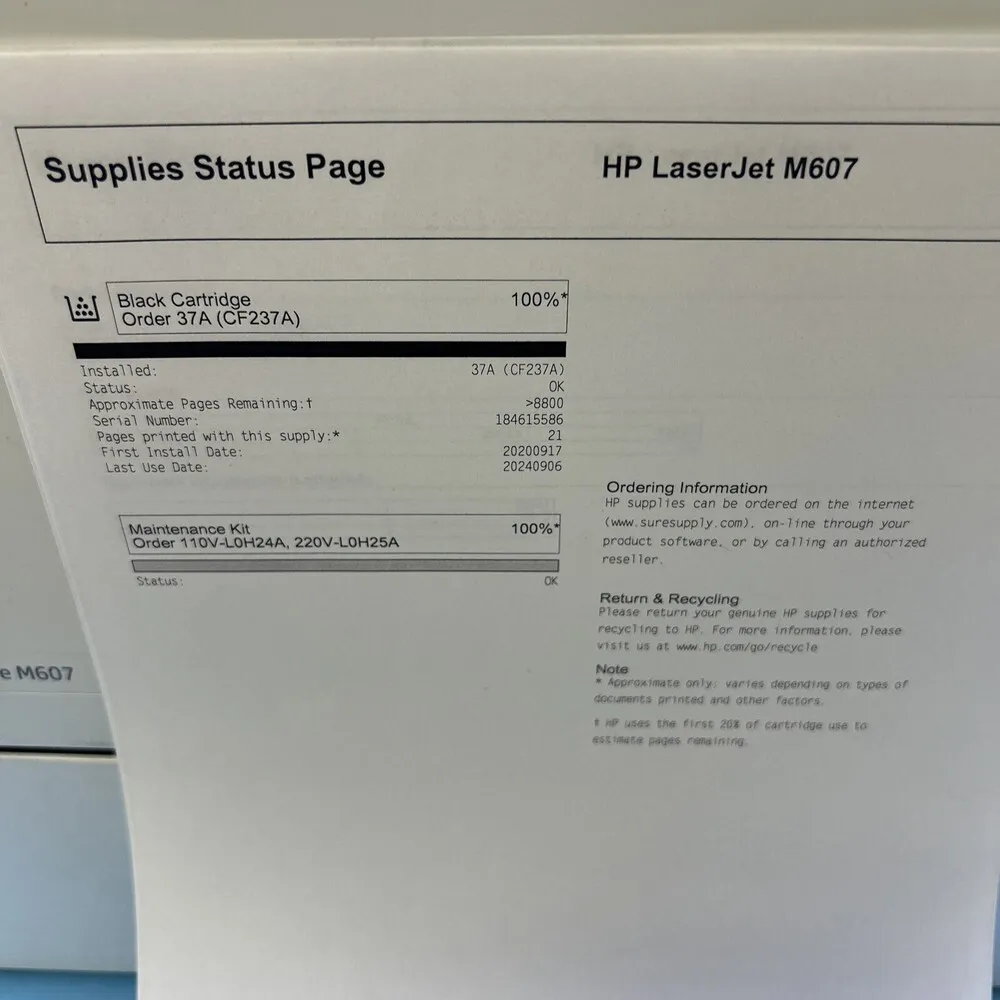 Supplies Status Page
HP LaserJet M607
Black Cartridge 100%*
Order 37A (CF237A)
Installed: 37A (CF237A)
Status: OK
Approximate Pages Remaining:† >8800
Serial Number: 184615586
Pages printed with this supply:* 21
First Install Date: 20200917
Last Use Date: 20240906
Maintenance Kit 100%*
Order 110V-L0H24A, 220V-L0H25A
Status: OK
Ordering Information
HP supplies can be ordered on the internet
(www.suresupply.com), on-line through your
product software, or by calling an authorized
reseller.
Return & Recycling
Please return your genuine HP supplies for
recycling to HP. For more information, please
visit us at www.hp.com/go/recycle
Note
* Approximate only; varies depending on types of
documents printed and other factors.
† HP uses the first 20% of cartridge use to
estimate pages remaining.
e M607